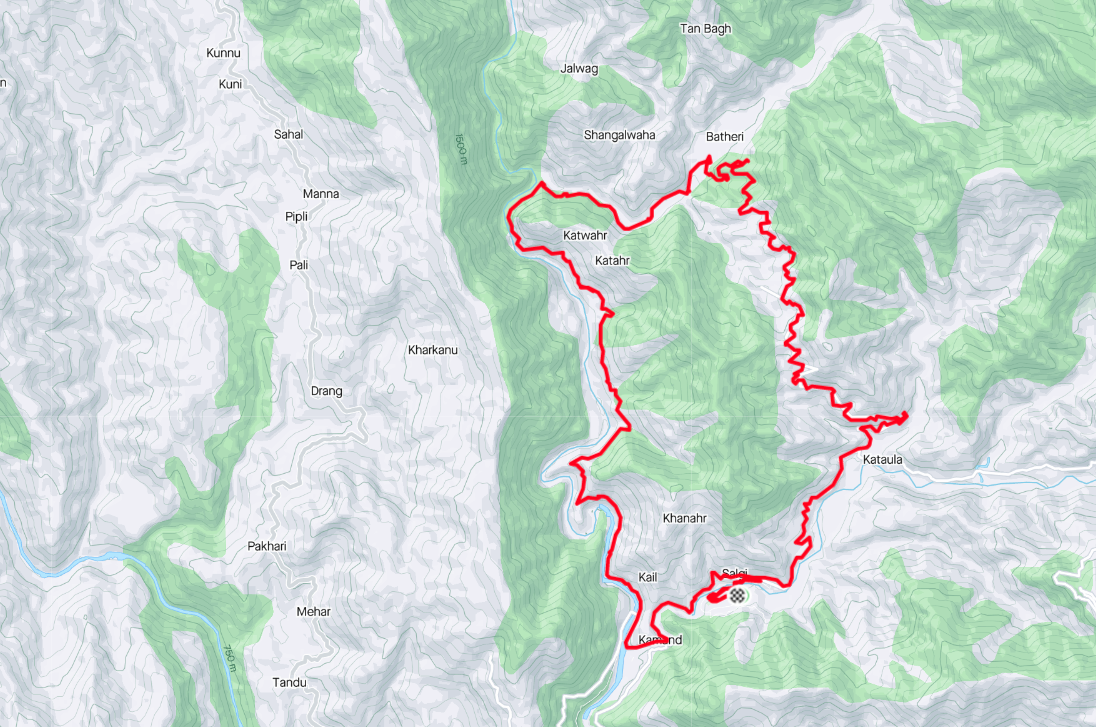 Tan Bagh
Kunnu
Jalwag
n
Kuni
Sahal
Shangalwaha
Batheri
1500 m
Manna
Pipli
Katwahr
Katahr
Pali
Kharkanu
Drang
Kataula
Khanahr
Pakhari
Salgi
Kail
Mehar
Kamand
750 m
Tandu